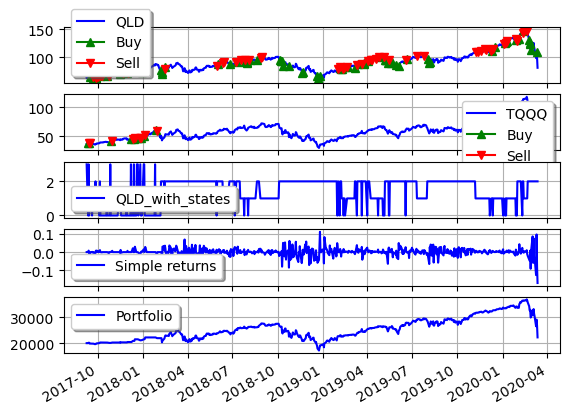 QLD
Buy
Sell
150
100
TQQQ
Buy
Sell
100
50
QLD_with_states
2
0
Simple returns
0.1
0.0
−0.1
Portfolio
30000
20000
2017-10
2018-01
2018-04
2018-07
2018-10
2019-01
2019-04
2019-07
2019-10
2020-01
2020-04